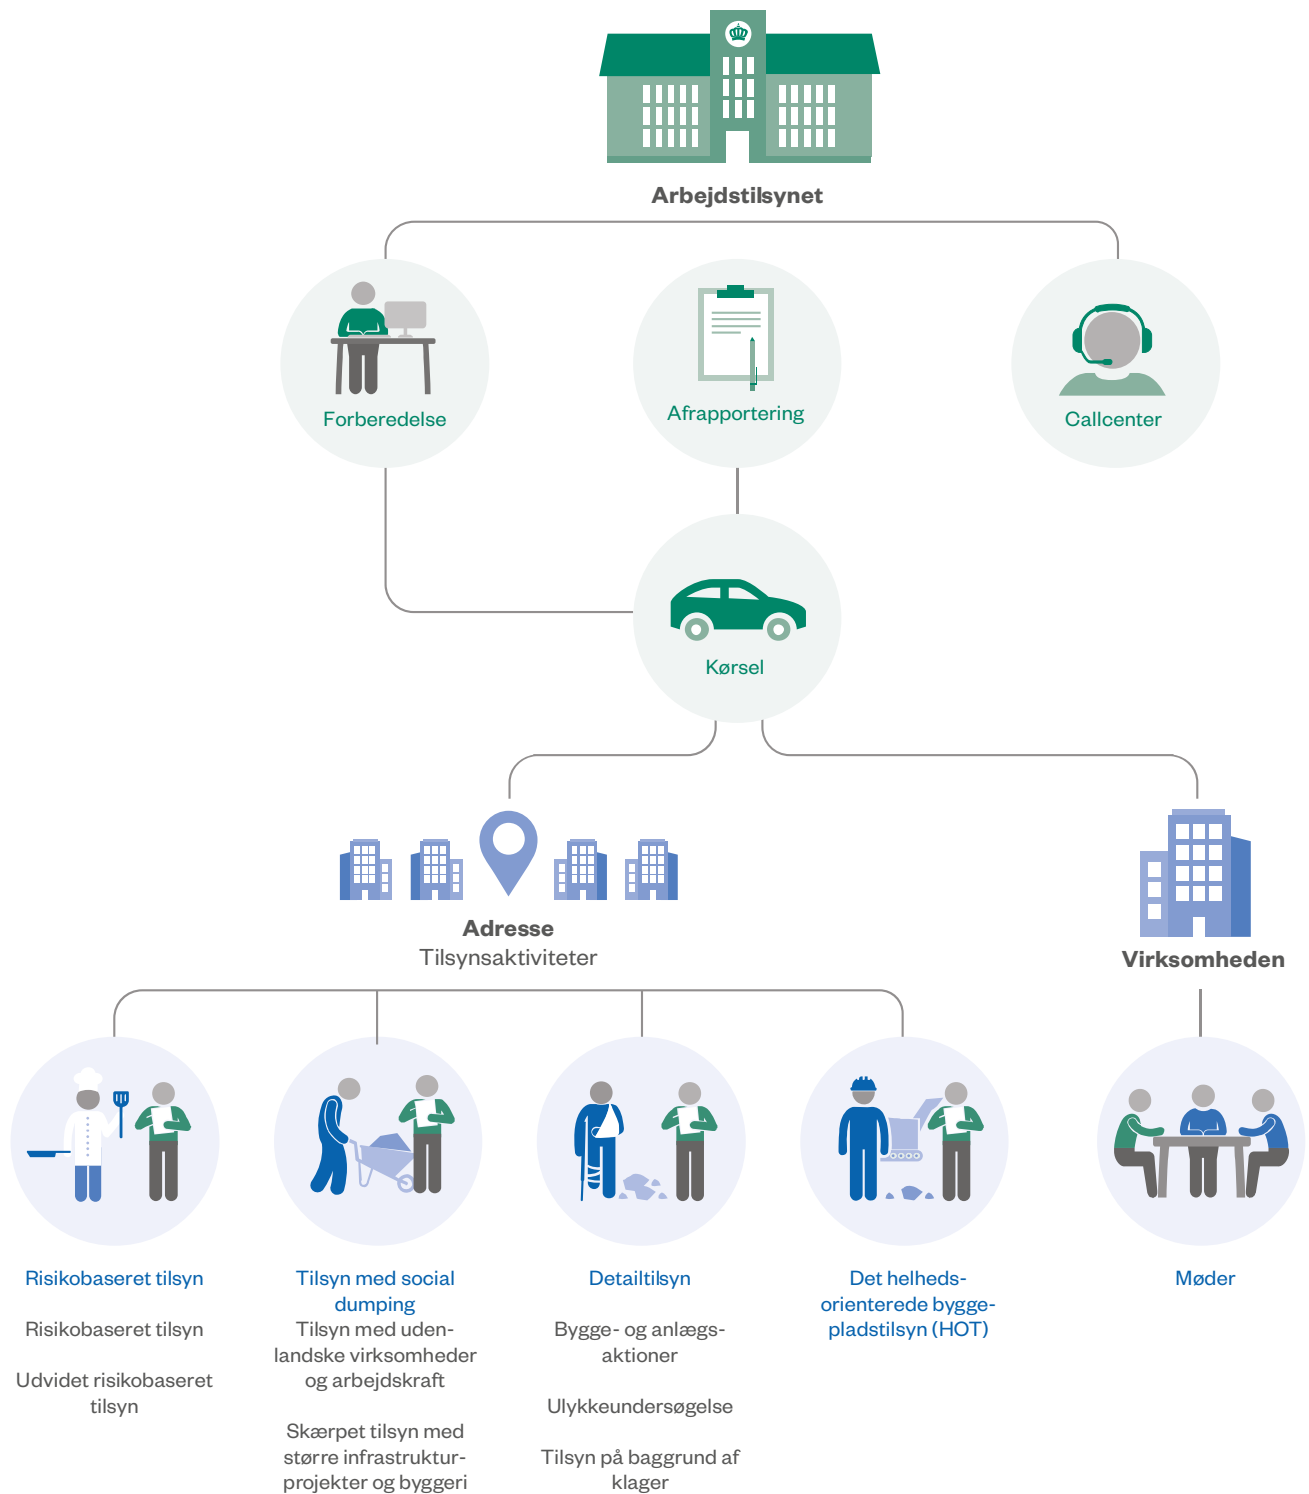 Arbejdstilsynet
Forberedelse
Afrapportering
Callcenter
Kørsel
Adresse
Tilsynsaktiviteter
Virksomheden
Risikobaseret tilsyn
Risikobaseret tilsyn
Udvidet risikobaseret
tilsyn
Tilsyn med social
dumping
Tilsyn med uden-
landske virksomheder
og arbejdskraft
Skærpet tilsyn med
større infrastruktur-
projekter og byggeri
Detailtilsyn
Bygge- og anlægs-
aktioner
Ulykkeundersøgelse
Tilsyn på baggrund af
klager
Det helheds-
orienterede bygge-
pladstilsyn (HOT)
Møder